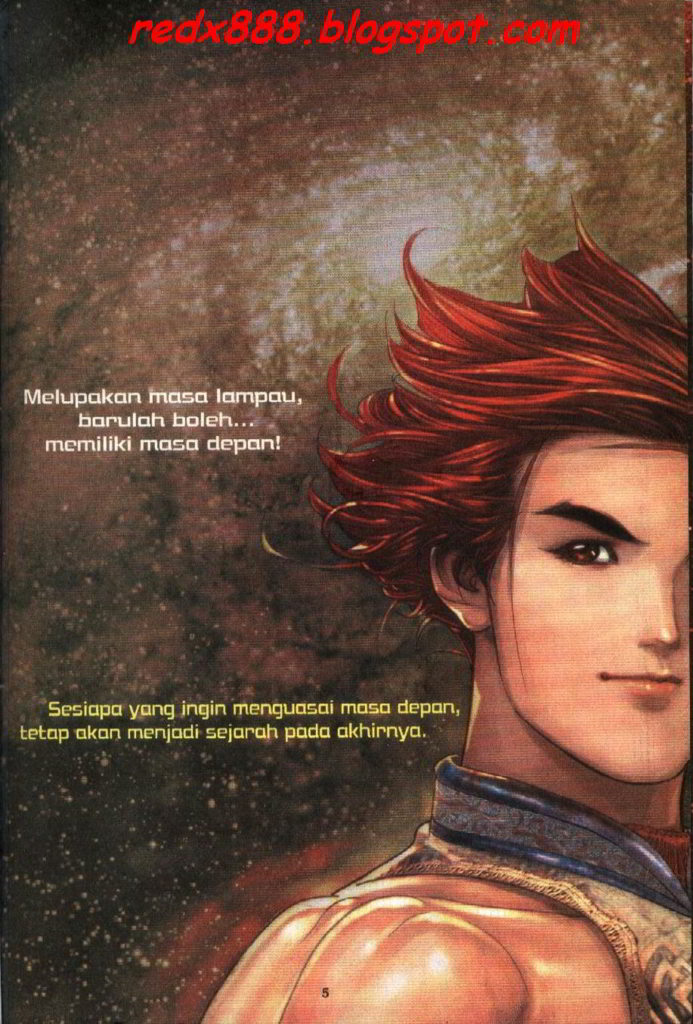 redx888.blogspot.com
Melupakan masa lampau,
barulah boleh...
memiliki masa depan!
Sesiapa yang ingin menguasai masa depan,
tetap akan menjadi sejarah pada akhirnya.
5